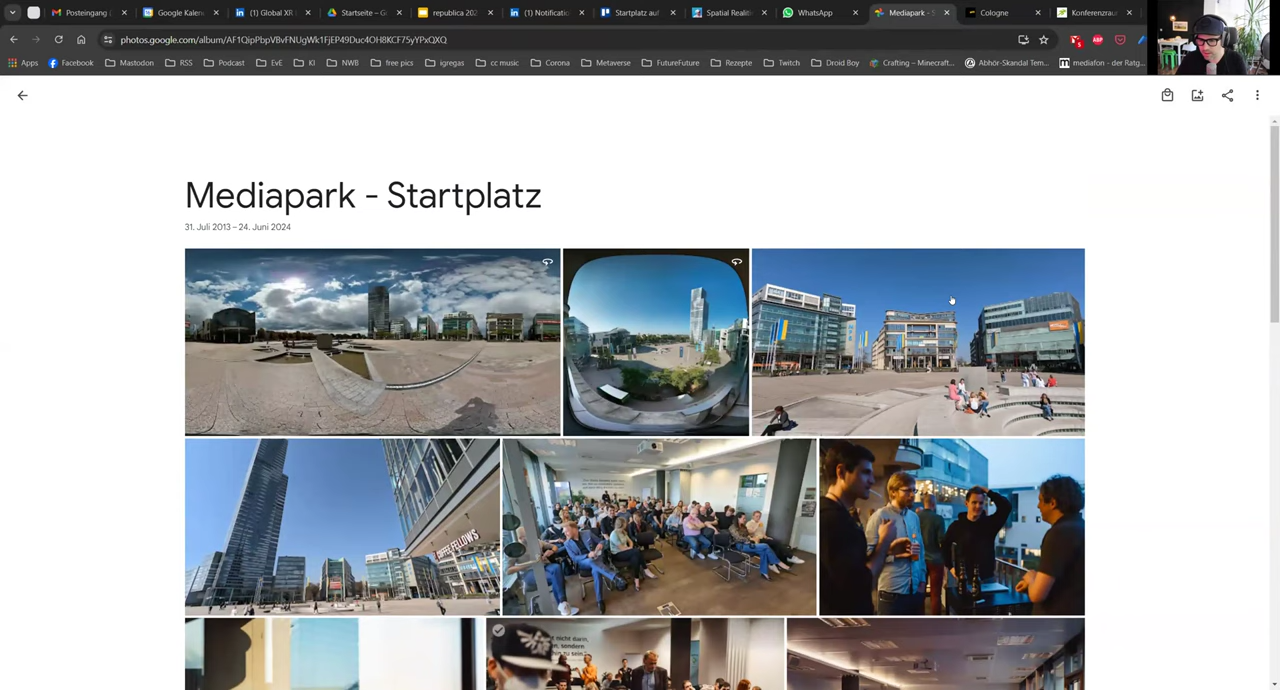 Posteingang (
Google Kalen
(1) Global XR
Startseite – G
republica 202
(1) Notification
Startplatz auf
Spatial Realit
WhatsApp
Mediapark - S
Cologne
Konferenzrau
photos.google.com/album/AF1QipPbpVBvFNUgWk1FjEP49Duc4OH8KCF75yYPxQXQ
Apps
Facebook
Mastodon
RSS
Podcast
EvE
KI
NWB
free pics
igregas
cc music
Corona
Metaverse
FutureFuture
Rezepte
Twitch
Droid Boy
Crafting – Minecraft...
Abhör-Skandal Tem...
mediafon - der Ratg...
Mediapark - Startplatz
31. Juli 2013 – 24. Juni 2024
COFFEE FELLOWS